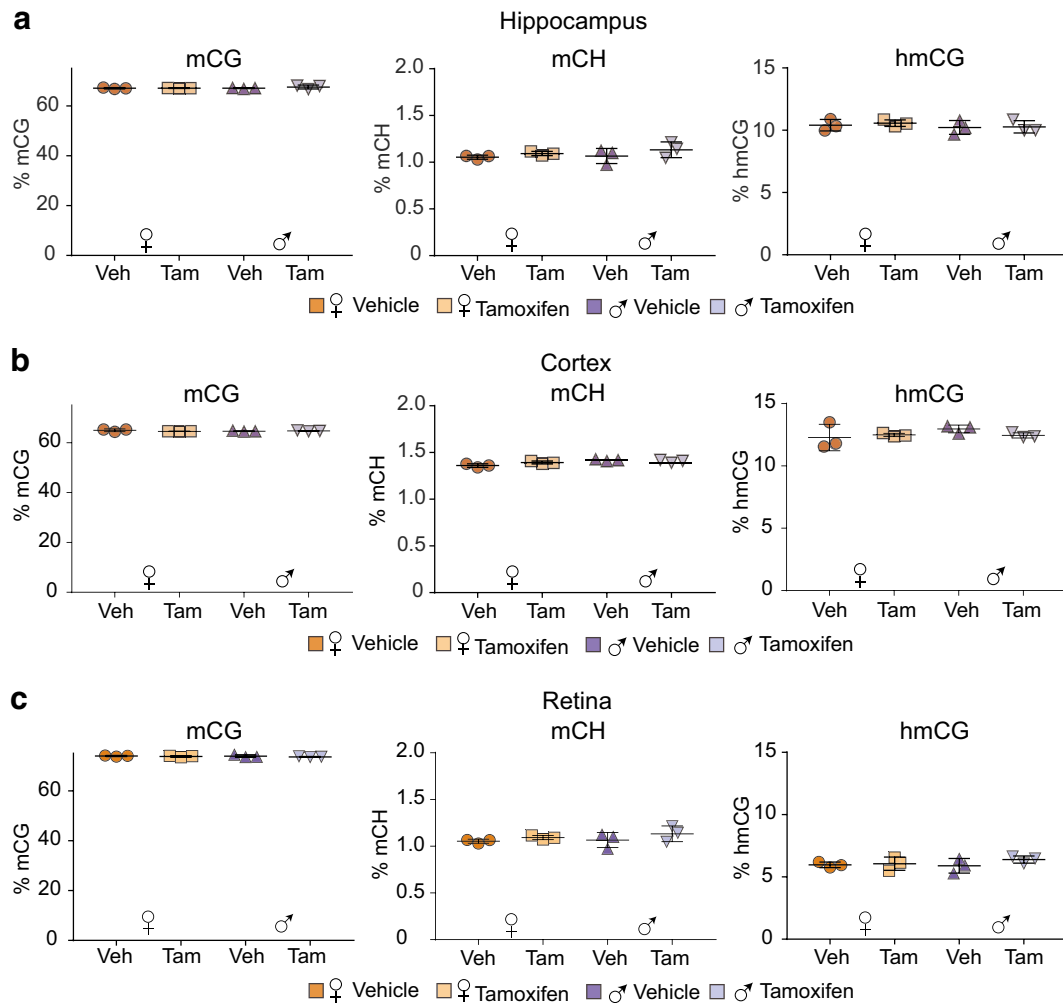 a Hippocampus
mCG mCH hmCG
% mCG
60
40
20
0
Veh Tam Veh Tam
♀ ♂
% mCH
2.0
1.5
1.0
0.5
0
Veh Tam Veh Tam
♀ ♂
% hmCG
15
10
5
0
Veh Tam Veh Tam
♀ ♂
♀ Vehicle ♀ Tamoxifen ♂ Vehicle ♂ Tamoxifen
b Cortex
mCG mCH hmCG
% mCG
60
40
20
0
Veh Tam Veh Tam
♀ ♂
% mCH
2.0
1.5
1.0
0.5
0
Veh Tam Veh Tam
♀ ♂
% hmCG
15
10
5
0
Veh Tam Veh Tam
♀ ♂
♀ Vehicle ♀ Tamoxifen ♂ Vehicle ♂ Tamoxifen
c Retina
mCG mCH hmCG
% mCG
60
40
20
0
Veh Tam Veh Tam
♀ ♂
% mCH
2.0
1.5
1.0
0.5
0
Veh Tam Veh Tam
♀ ♂
% hmCG
15
10
5
0
Veh Tam Veh Tam
♀ ♂
♀ Vehicle ♀ Tamoxifen ♂ Vehicle ♂ Tamoxifen